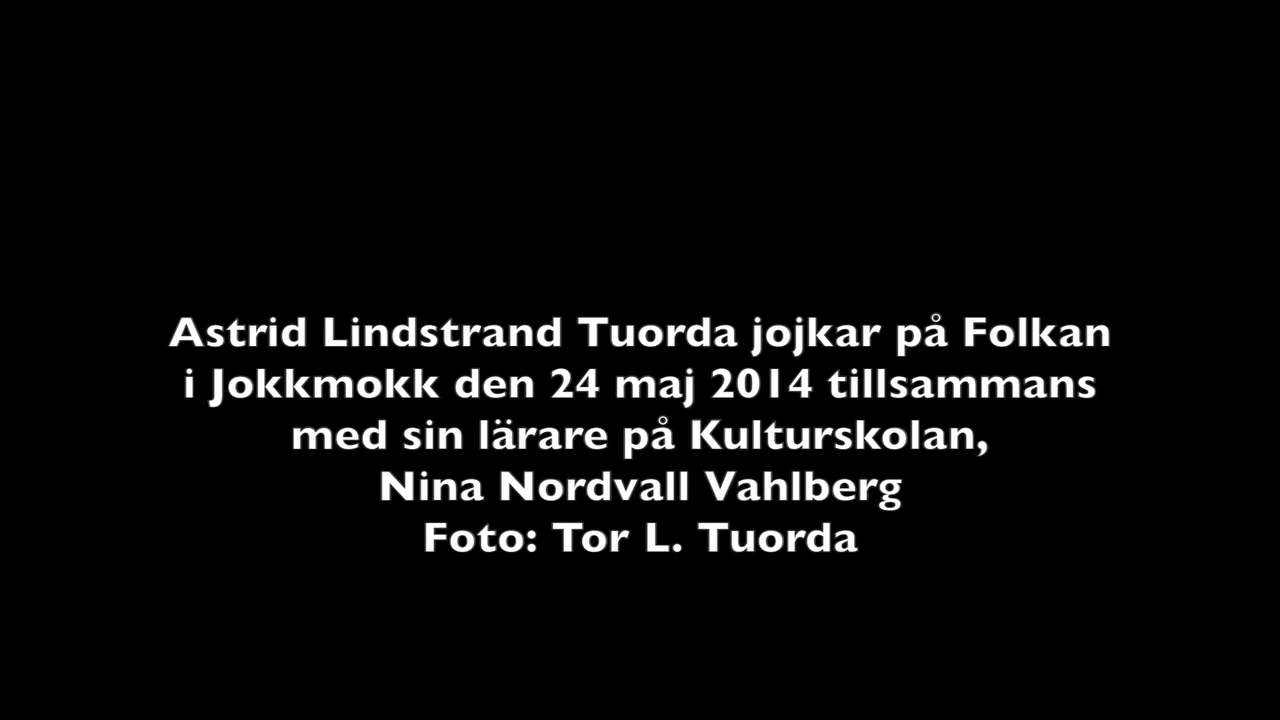 Astrid Lindstrand Tuorda jojkar på Folkan
i Jokkmokk den 24 maj 2014 tillsammans
med sin lärare på Kulturskolan,
Nina Nordvall Vahlberg
Foto: Tor L. Tuorda